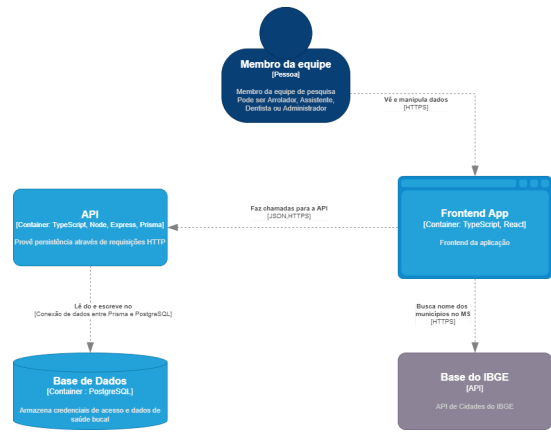 Membro da equipe
[Pessoa]
Membro da equipe de pesquisa
Pode ser Arrolador, Assistente,
Dentista ou Administrador
Vê e manipula dados
[HTTPS]
Frontend App
[Container: TypeScript, React]
Frontend da aplicação
Faz chamadas para a API
[JSON,HTTPS]
API
[Container: TypeScript, Node, Express, Prisma]
Provê persistência através de requisições HTTP
Lê do e escreve no
[Conexão de dados entre Prisma e PostgreSQL]
Busca nome dos
municípios no MS
[HTTPS]
Base de Dados
[Container : PostgreSQL]
Armazena credenciais de acesso e dados de
saúde bucal
Base do IBGE
[API]
API de Cidades do IBGE